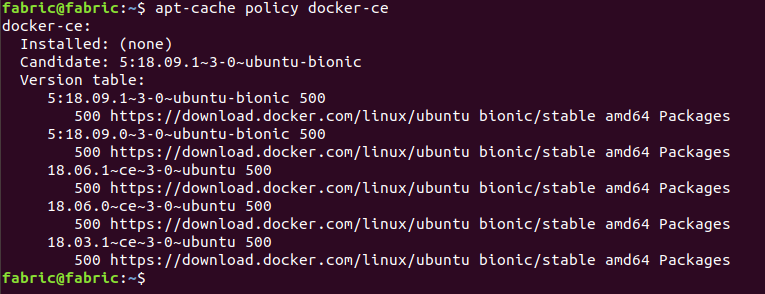 fabric@fabric:~$ apt-cache policy docker-ce
docker-ce:
  Installed: (none)
  Candidate: 5:18.09.1~3-0~ubuntu-bionic
  Version table:
     5:18.09.1~3-0~ubuntu-bionic 500
        500 https://download.docker.com/linux/ubuntu bionic/stable amd64 Packages
     5:18.09.0~3-0~ubuntu-bionic 500
        500 https://download.docker.com/linux/ubuntu bionic/stable amd64 Packages
     18.06.1~ce~3-0~ubuntu 500
        500 https://download.docker.com/linux/ubuntu bionic/stable amd64 Packages
     18.06.0~ce~3-0~ubuntu 500
        500 https://download.docker.com/linux/ubuntu bionic/stable amd64 Packages
     18.03.1~ce~3-0~ubuntu 500
        500 https://download.docker.com/linux/ubuntu bionic/stable amd64 Packages
fabric@fabric:~$